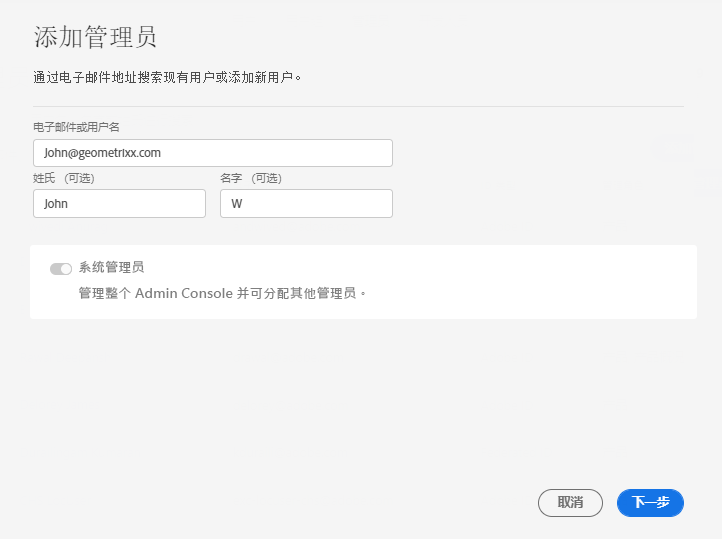 添加管理员
通过电子邮件地址搜索现有用户或添加新用户。
电子邮件或用户名
John@geometrixx.com
姓氏 (可选) 名字 (可选)
John W
系统管理员
管理整个 Admin Console 并可分配其他管理员。
取消 下一步